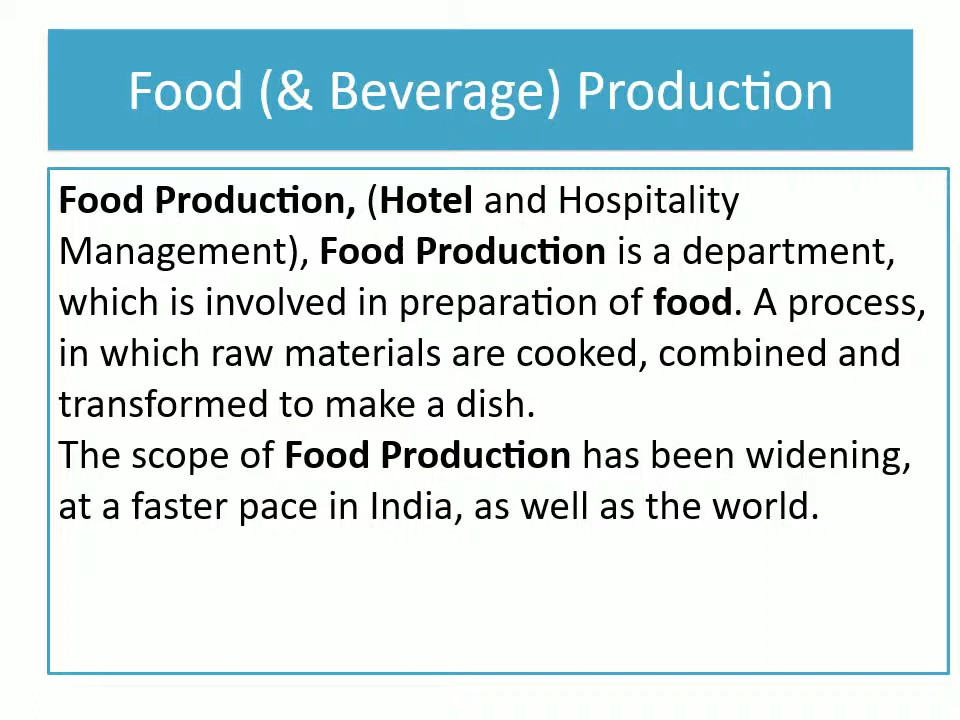 Food (& Beverage) Production
Food Production, (Hotel and Hospitality
Management), Food Production is a department,
which is involved in preparation of food. A process,
in which raw materials are cooked, combined and
transformed to make a dish.
The scope of Food Production has been widening,
at a faster pace in India, as well as the world.